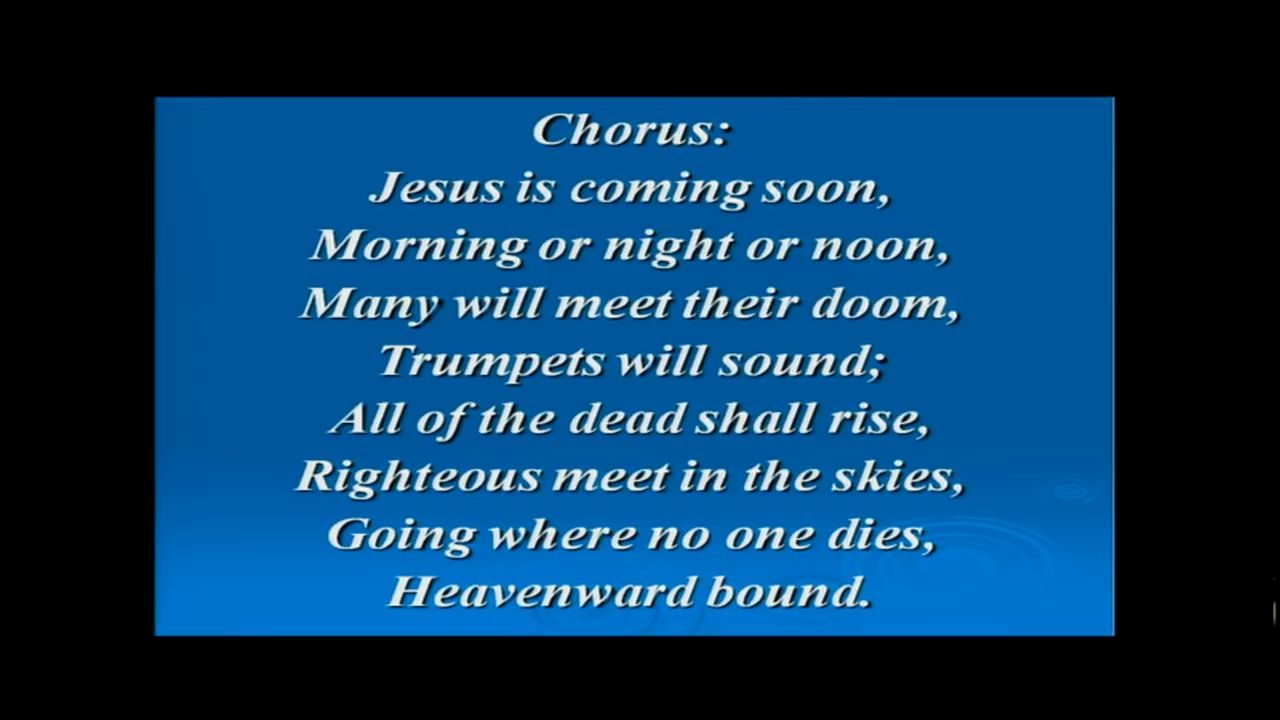 Chorus:
Jesus is coming soon,
Morning or night or noon,
Many will meet their doom,
Trumpets will sound;
All of the dead shall rise,
Righteous meet in the skies,
Going where no one dies,
Heavenward bound.